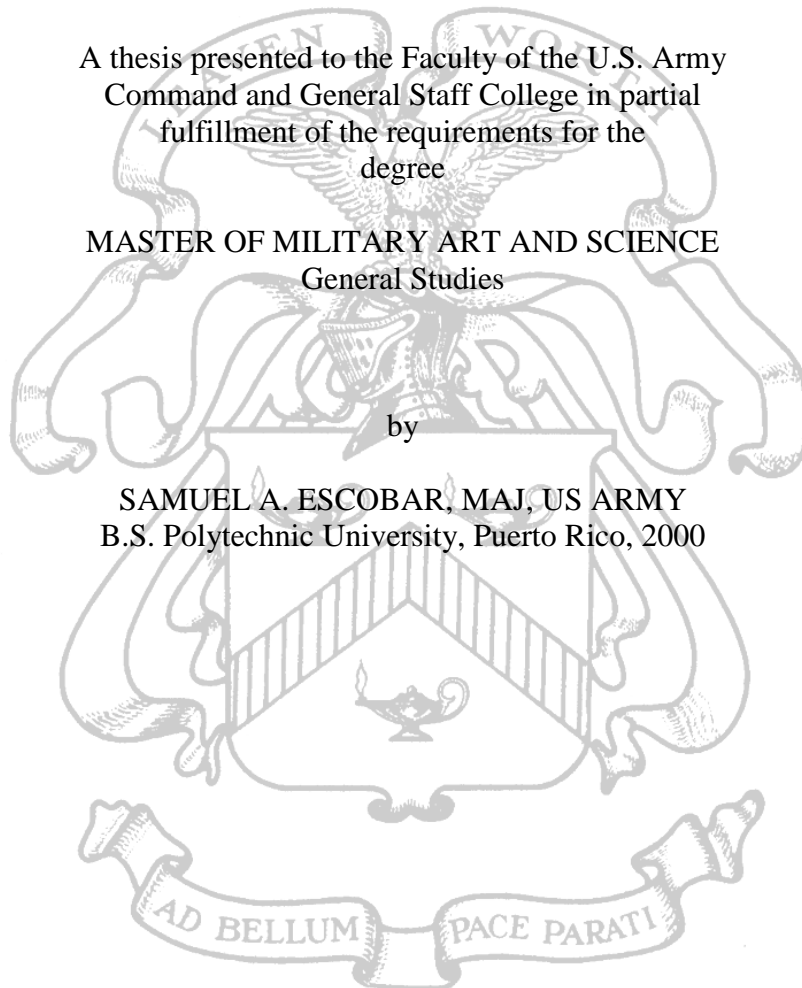 LEAVEN WORTH
A thesis presented to the Faculty of the U.S. Army
Command and General Staff College in partial
fulfillment of the requirements for the
degree
MASTER OF MILITARY ART AND SCIENCE
General Studies
by
SAMUEL A. ESCOBAR, MAJ, US ARMY
B.S. Polytechnic University, Puerto Rico, 2000
AD BELLUM PACE PARATI